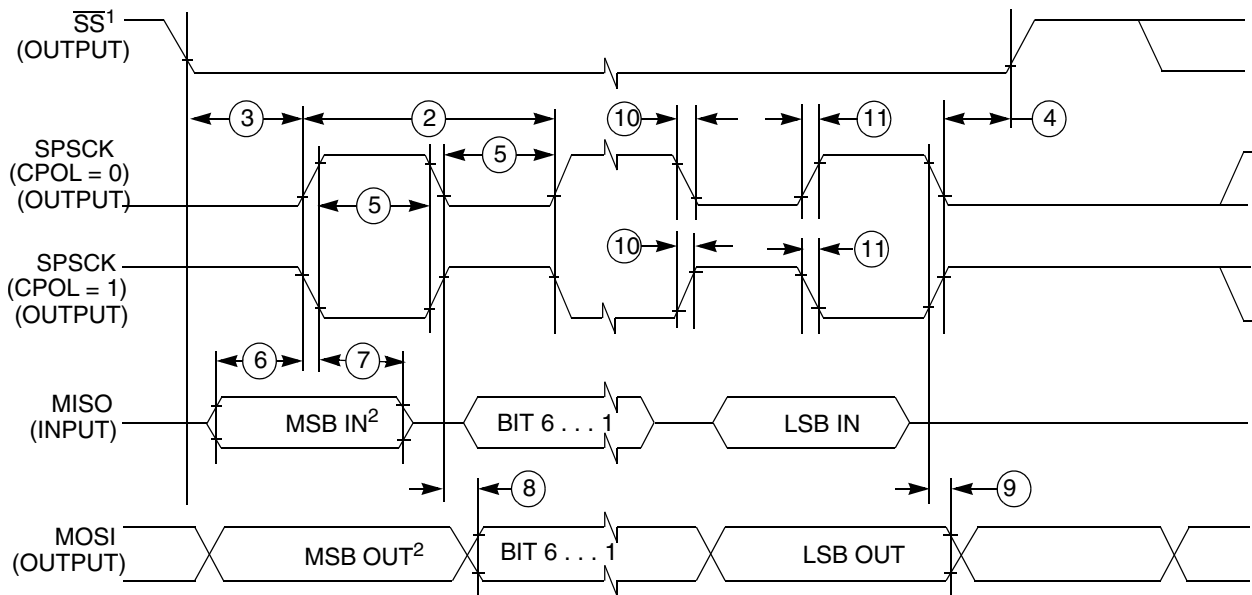 SS¹
(OUTPUT)
3
2
10
11
4
SPSCK
(CPOL = 0)
(OUTPUT)
5
5
SPSCK
(CPOL = 1)
(OUTPUT)
10
11
6
7
MISO
(INPUT)
MSB IN²
BIT 6 . . . 1
LSB IN
8
9
MOSI
(OUTPUT)
MSB OUT²
BIT 6 . . . 1
LSB OUT